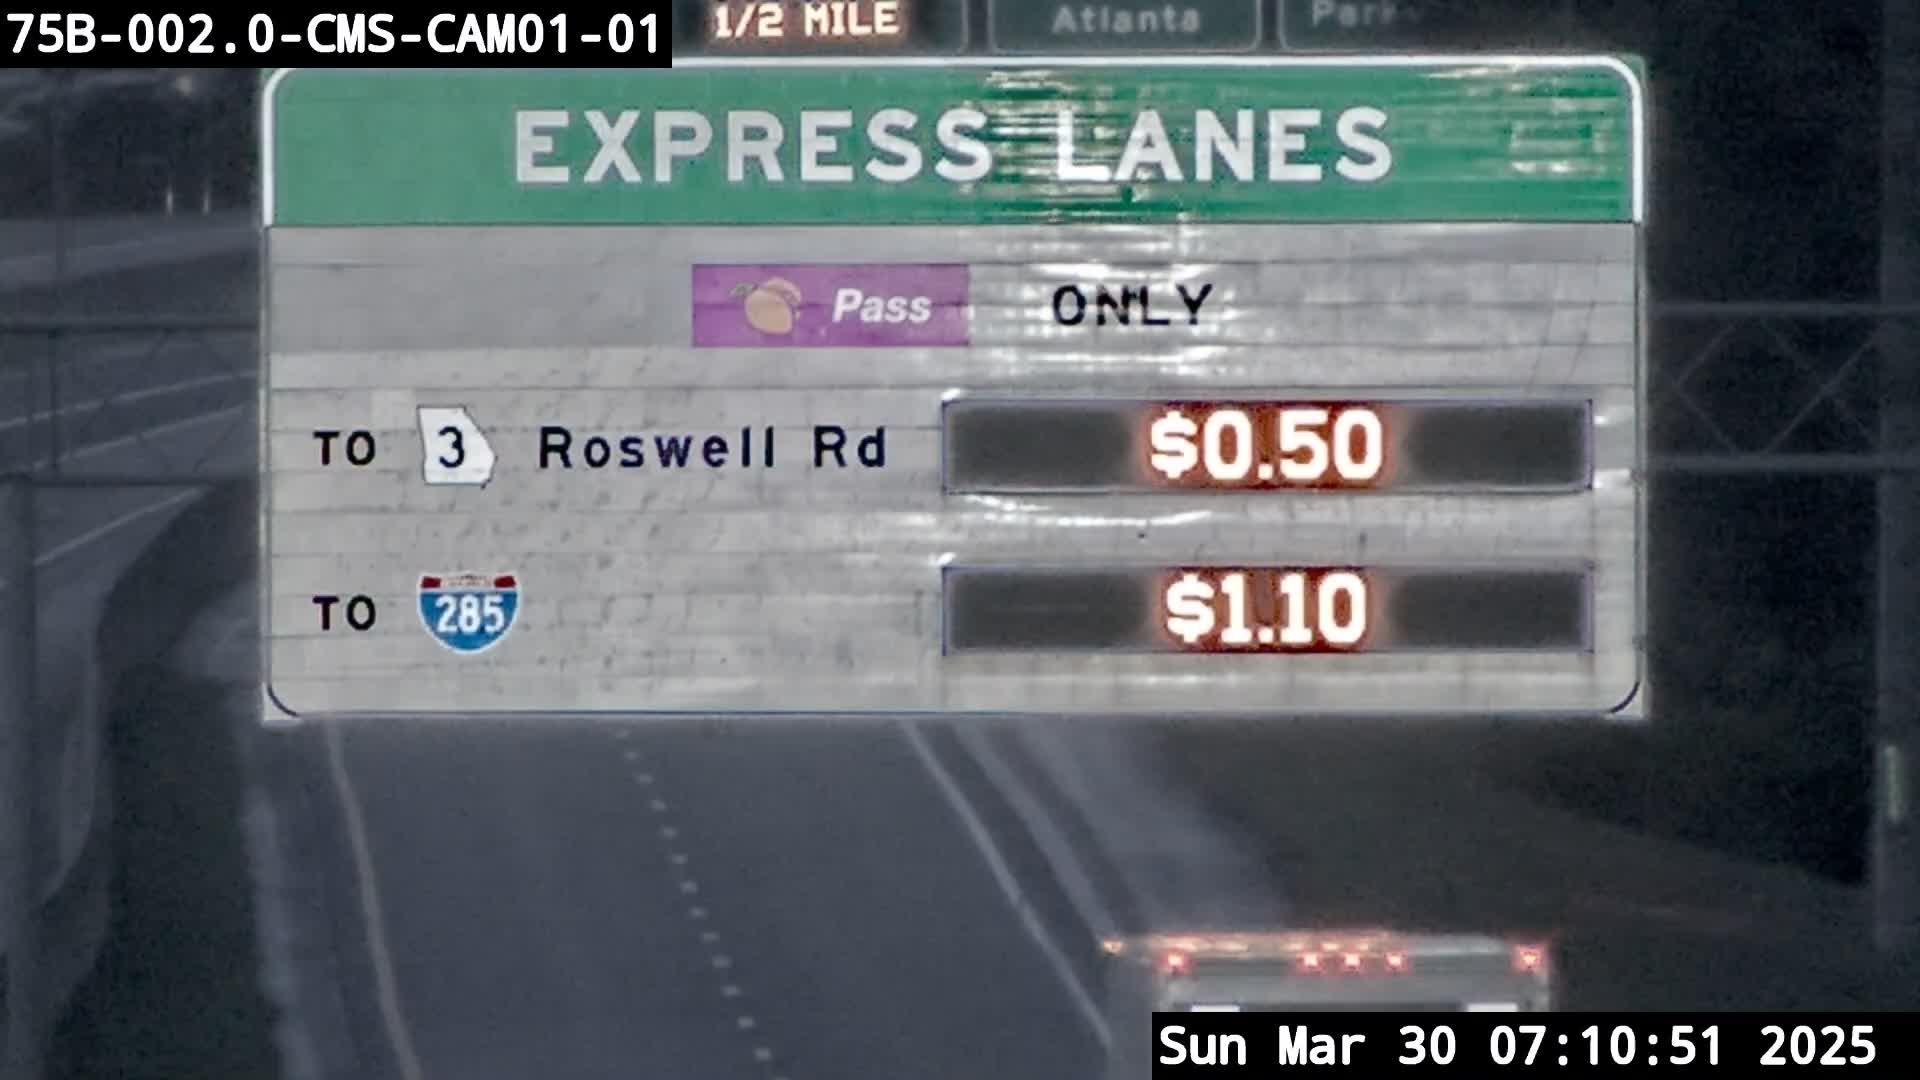 75B-002.0-CMS-CAM01-01
1/2 MILE
Atlanta
EXPRESS LANES
Pass ONLY
TO 3 Roswell Rd $0.50
TO 285 $1.10
Sun Mar 30 07:10:51 2025